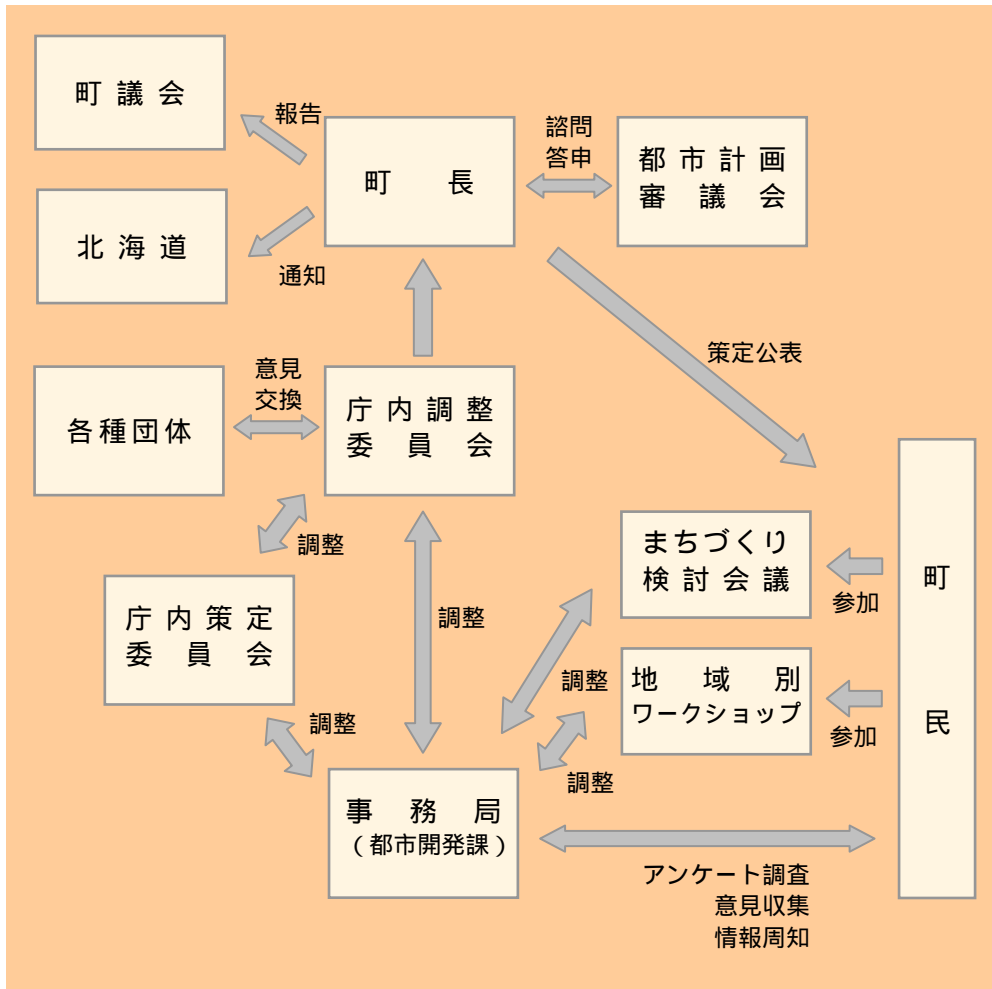 町議会
報告
町長
諮問
答申
都市計画
審議会
北海道
通知
策定公表
各種団体
意見
交換
庁内調整
委員会
調整
庁内策定
委員会
調整
調整
まちづくり
検討会議
参加
町民
調整
地域別
ワークショップ
参加
調整
事務局
（都市開発課）
アンケート調査
意見収集
情報周知